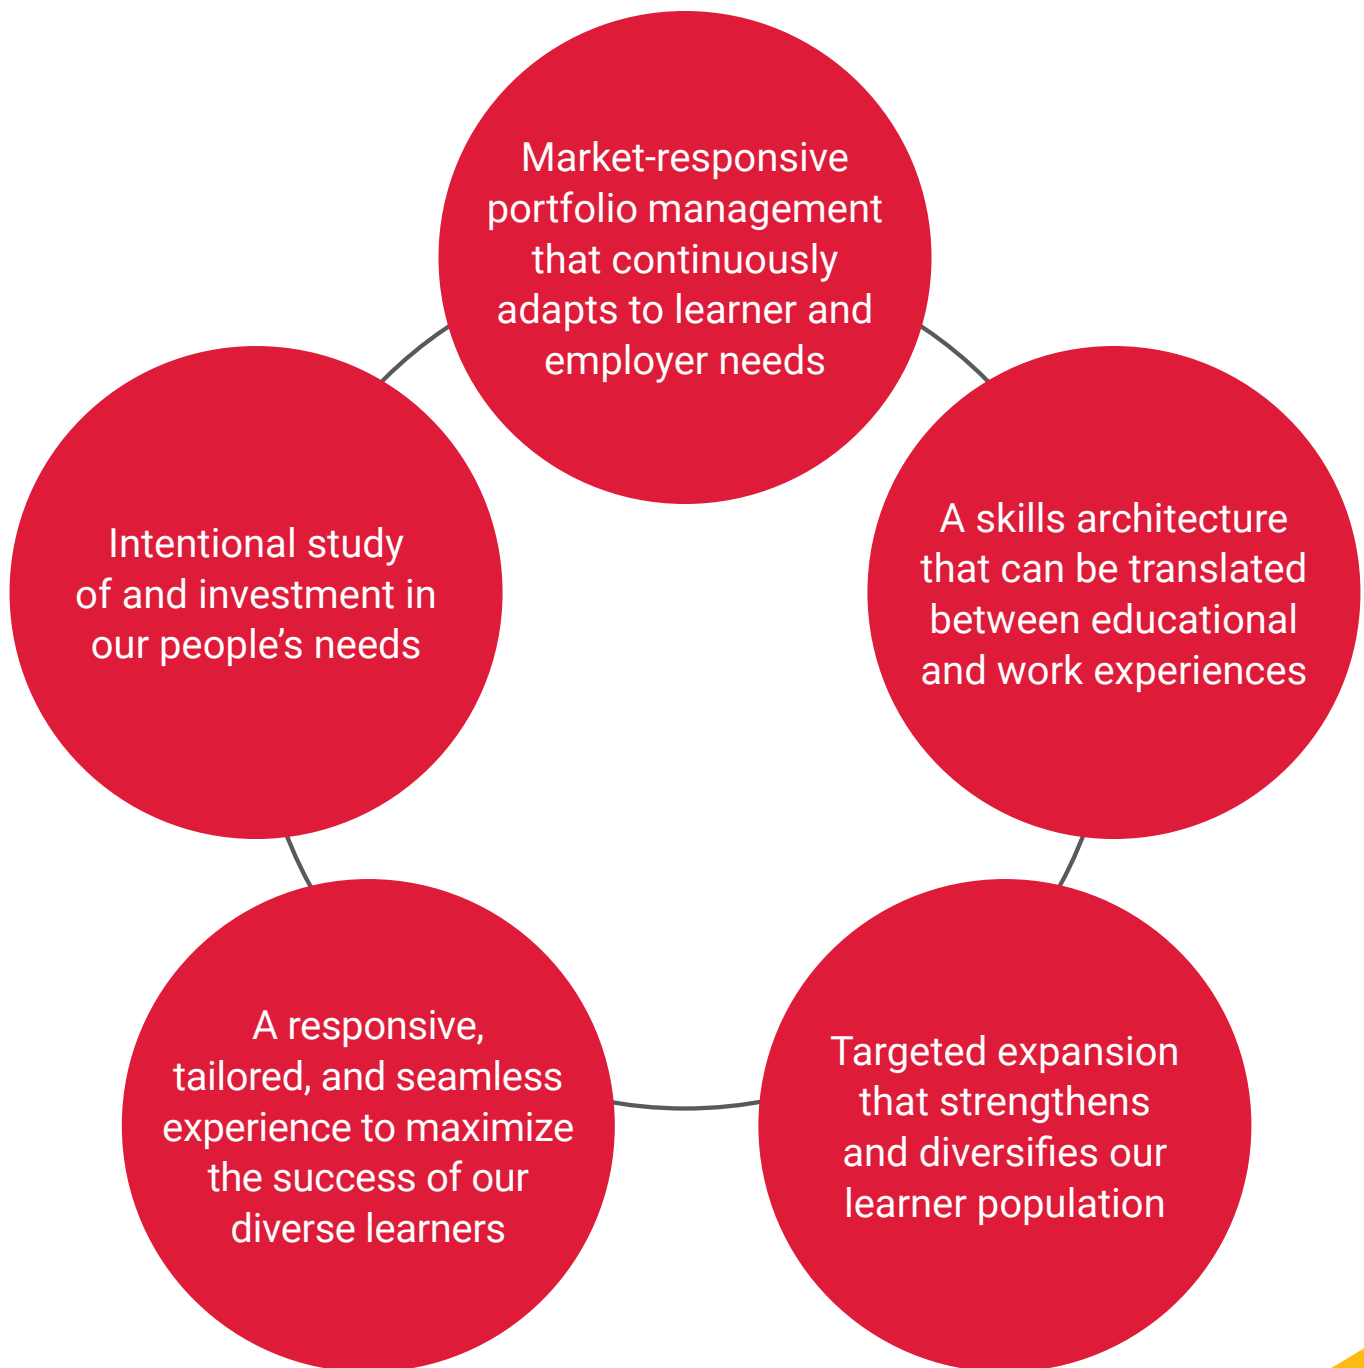 Market-responsive
portfolio management
that continuously
adapts to learner and
employer needs
A skills architecture
that can be translated
between educational
and work experiences
Targeted expansion
that strengthens
and diversifies our
learner population
A responsive,
tailored, and seamless
experience to maximize
the success of our
diverse learners
Intentional study
of and investment in
our people’s needs